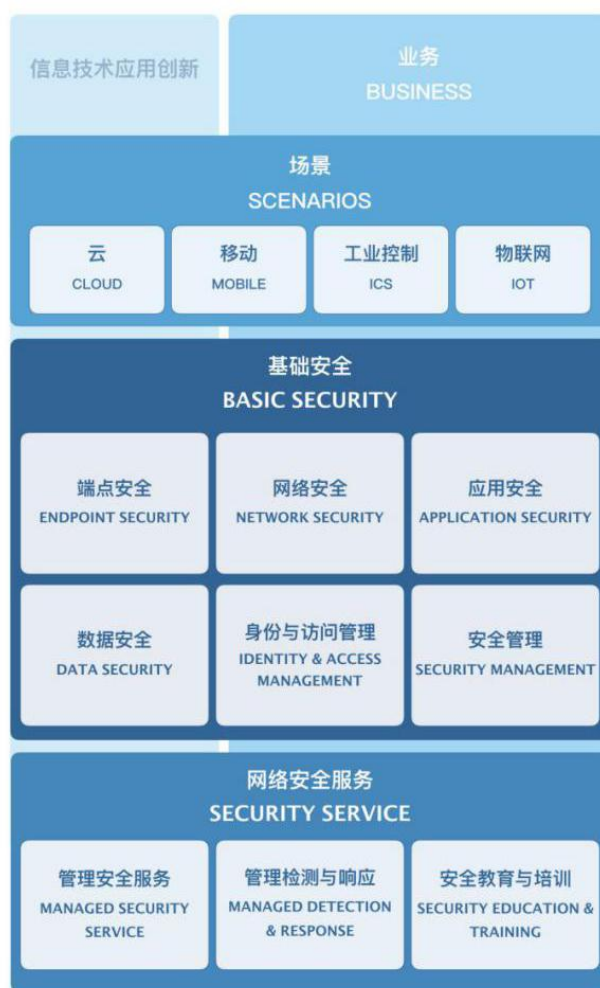 信息技术应用创新
业务
BUSINESS
场景
SCENARIOS
云
CLOUD
移动
MOBILE
工业控制
ICS
物联网
IOT
基础安全
BASIC SECURITY
端点安全
ENDPOINT SECURITY
网络安全
NETWORK SECURITY
应用安全
APPLICATION SECURITY
数据安全
DATA SECURITY
身份与访问管理
IDENTITY & ACCESS
MANAGEMENT
安全管理
SECURITY MANAGEMENT
网络安全服务
SECURITY SERVICE
管理安全服务
MANAGED SECURITY
SERVICE
管理检测与响应
MANAGED DETECTION
& RESPONSE
安全教育与培训
SECURITY EDUCATION &
TRAINING